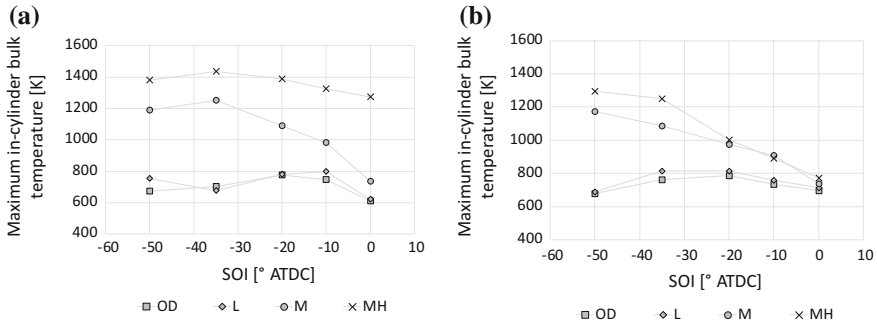 (a)
Maximum in-cylinder bulk
temperature [K]
1600
1400
1200
1000
800
600
400
-60 -50 -40 -30 -20 -10 0 10
SOI [° ATDC]
OD L M MH
(b)
Maximum in-cylinder bulk
temperature [K]
1600
1400
1200
1000
800
600
400
-60 -50 -40 -30 -20 -10 0 10
SOI [° ATDC]
OD L M MH